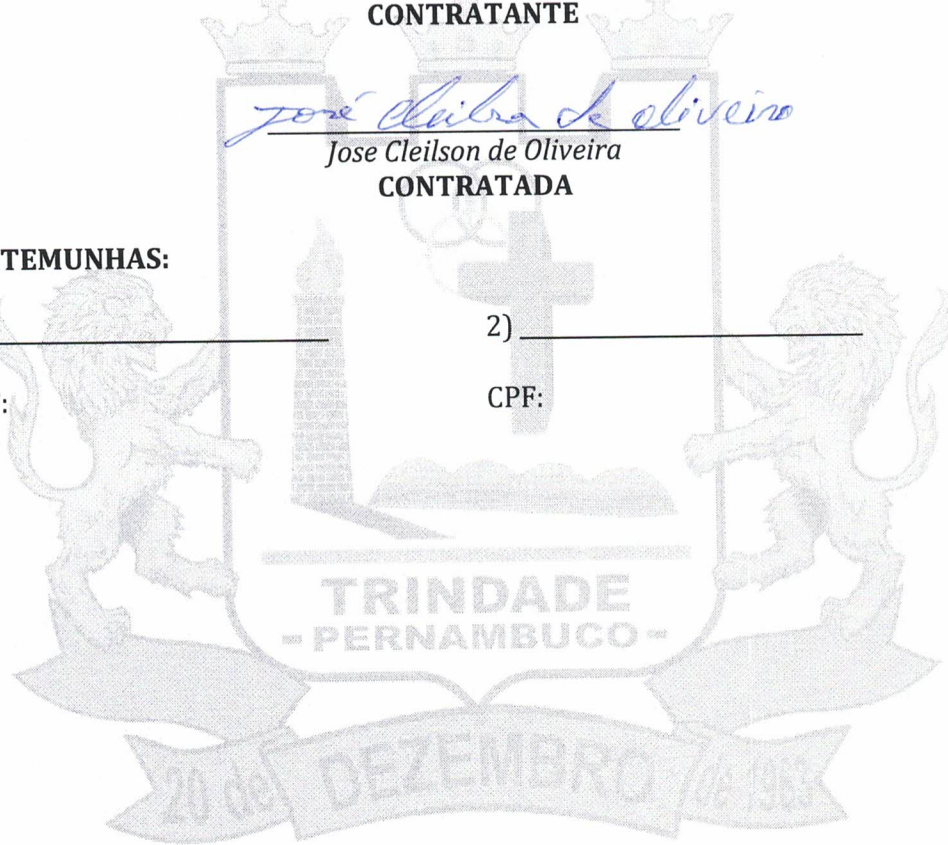 CONTRATANTE
José Cleilson de Oliveira
Jose Cleilson de Oliveira
CONTRATADA
TEMUNHAS:
2)
: CPF:
TRINDADE
- PERNAMBUCO -
20 de DEZEMBRO de 1963